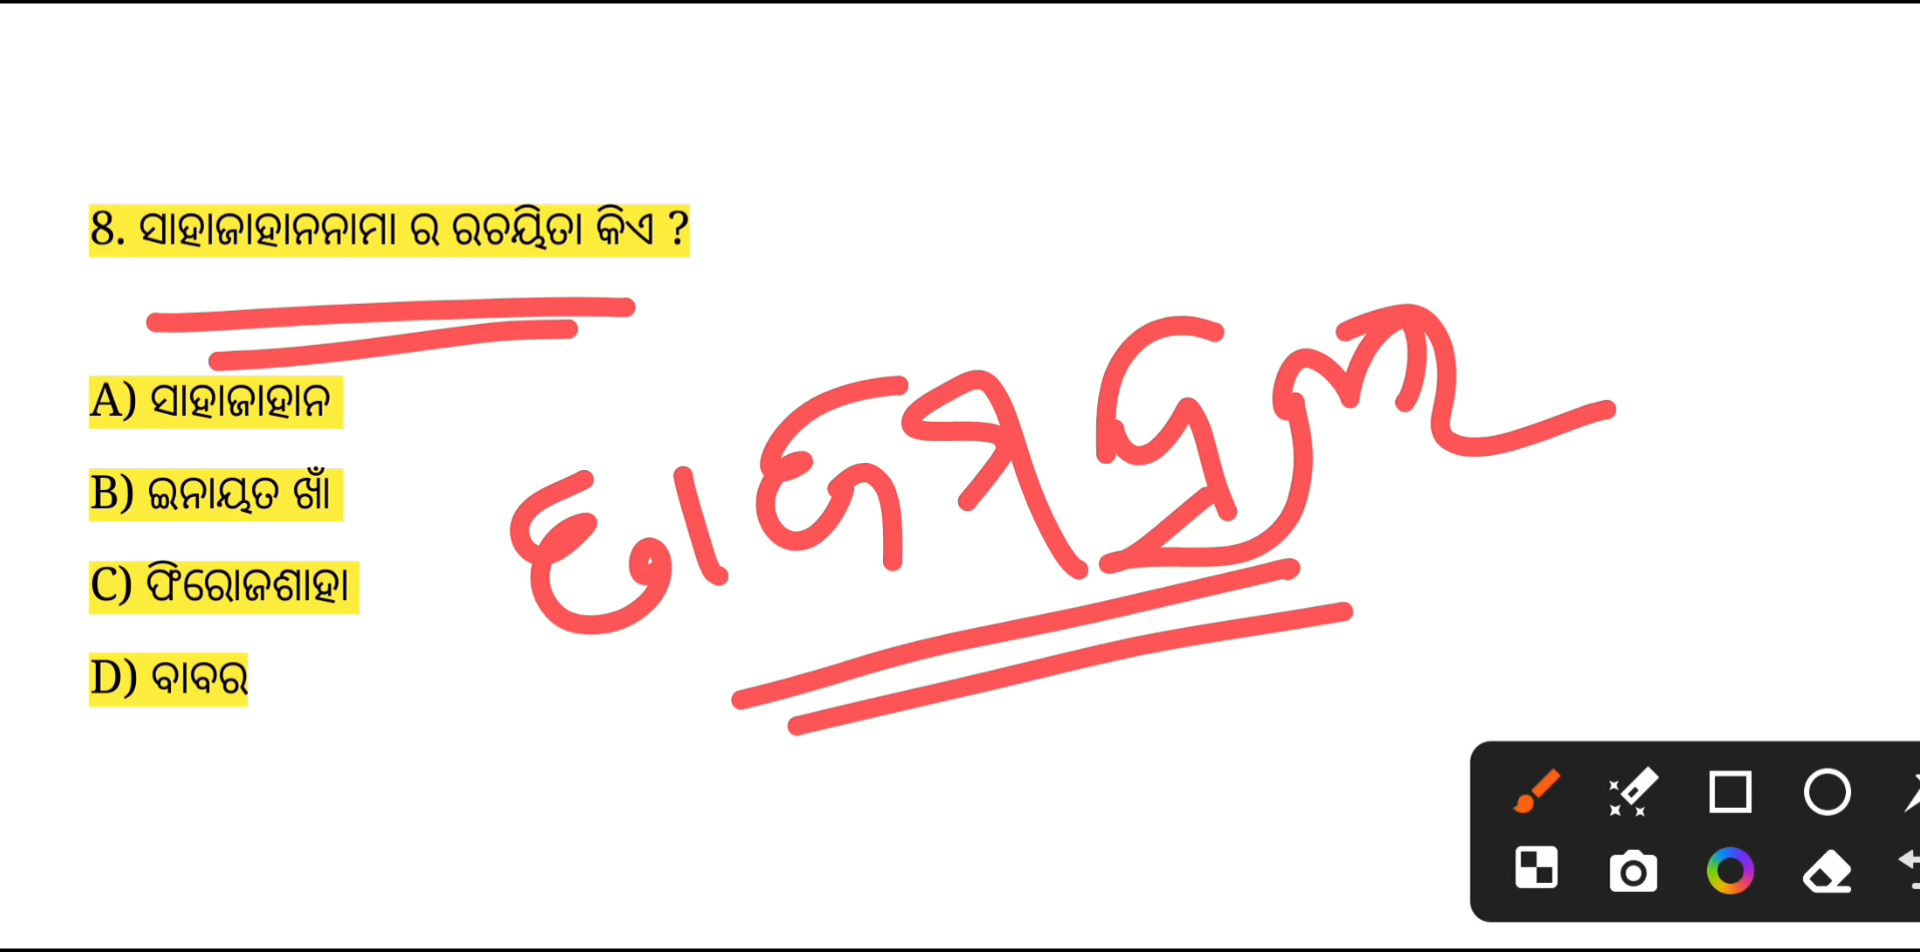 8. ସାହାଜାହାନନାମା ର ରଚୟିତା କିଏ ?
A) ସାହାଜାହାନ
B) ଇନାୟତ ଖାଁ
C) ଫିରୋଜଶାହା
D) ବାବର